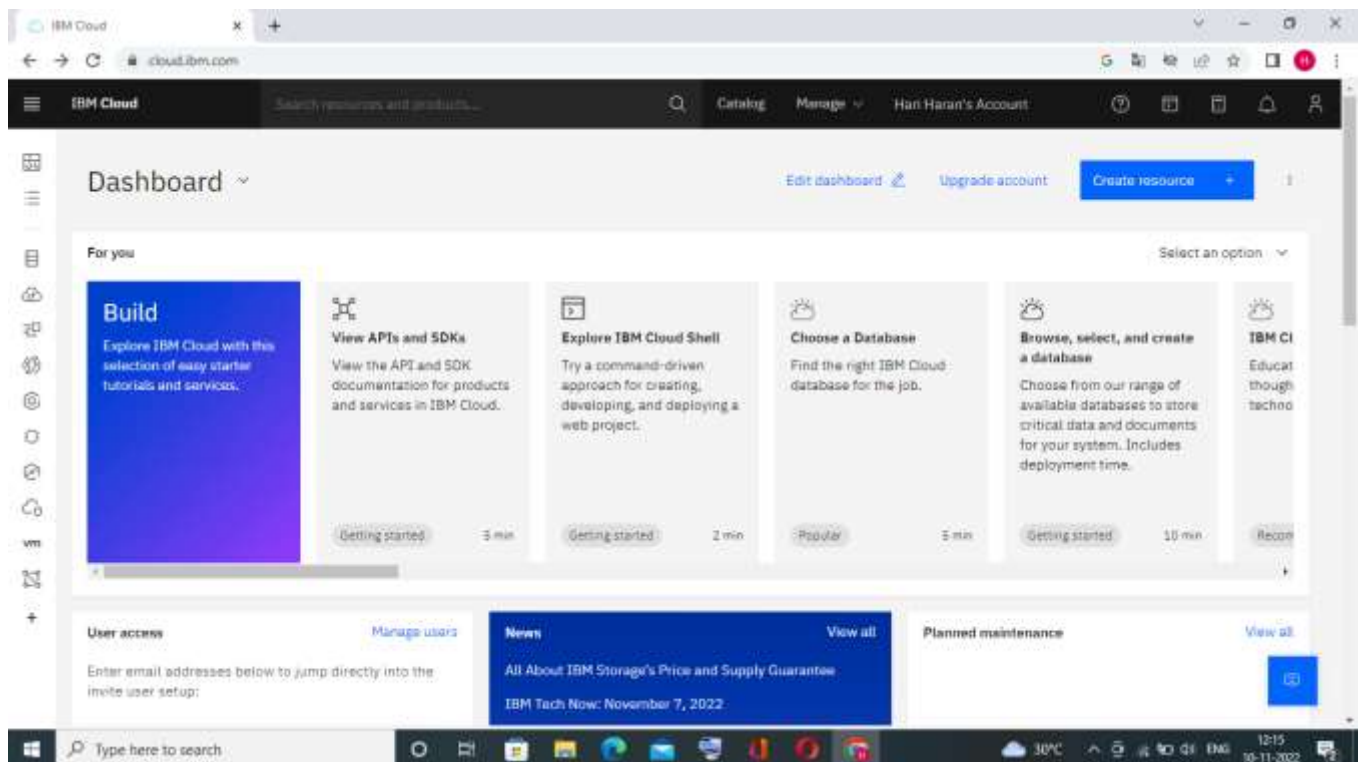 IBM Cloud
cloud.ibm.com
IBM Cloud
Search resources and products...
Catalog
Manage
Hari Haran's Account
Dashboard
Edit dashboard
Upgrade account
Create resource +
For you
Select an option
Build
Explore IBM Cloud with this
selection of easy starter
tutorials and services.
View APIs and SDKs
View the API and SDK
documentation for products
and services in IBM Cloud.
Getting started
5 min
Explore IBM Cloud Shell
Try a command-driven
approach for creating,
developing, and deploying a
web project.
Getting started
2 min
Choose a Database
Find the right IBM Cloud
database for the job.
Popular
5 min
Browse, select, and create
a database
Choose from our range of
available databases to store
critical data and documents
for your system. Includes
deployment time.
Getting started
10 min
IBM Cl
Educat
though
techno
Recom
vm
User access
Manage users
Enter email addresses below to jump directly into the
invite user setup:
News
View all
All About IBM Storage's Price and Supply Guarantee
IBM Tech Now: November 7, 2022
Planned maintenance
View all
Type here to search
30°C
ENG
12:15
10-11-2022